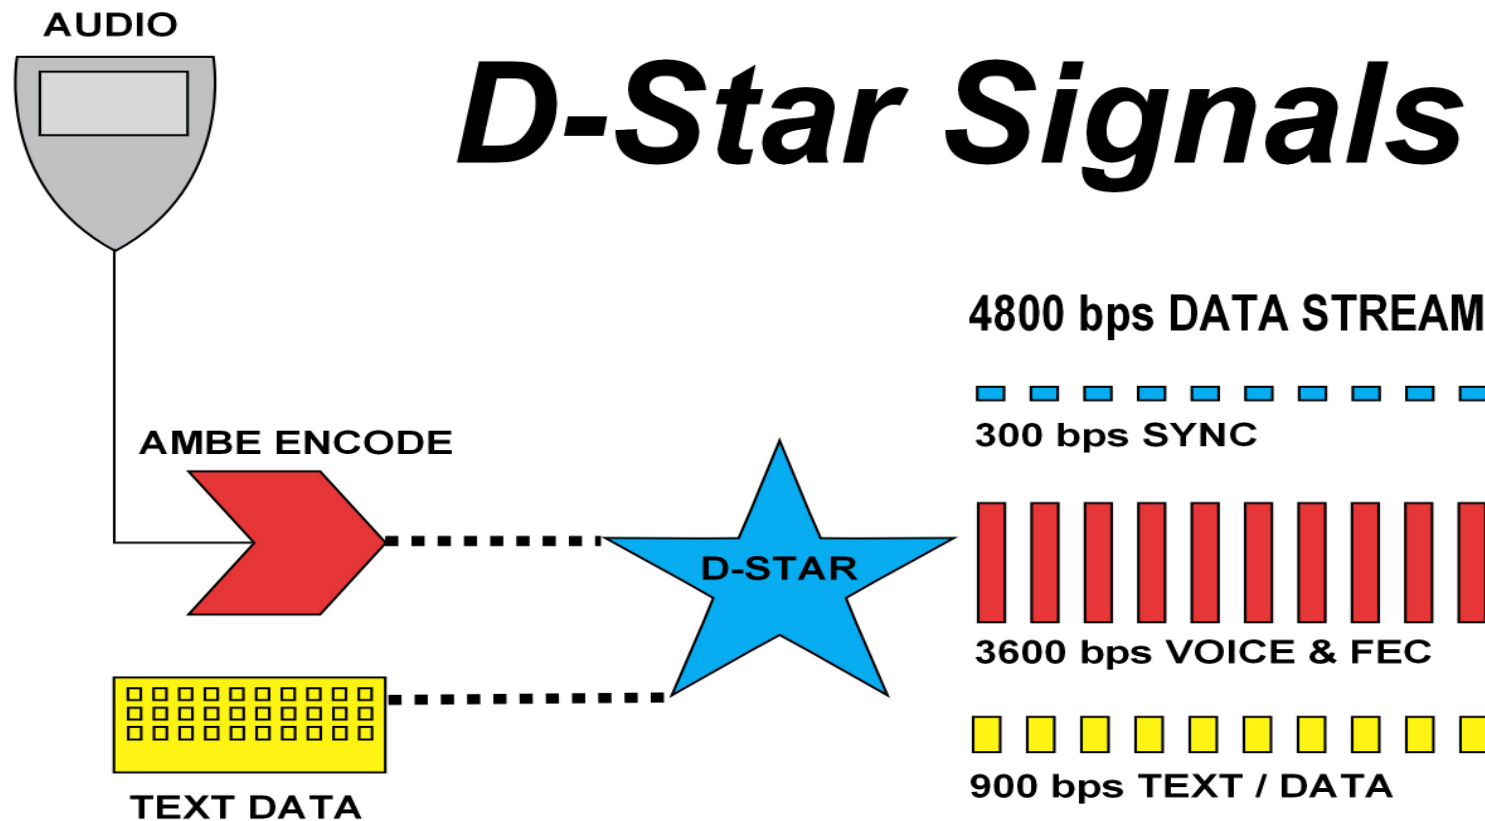 AUDIO
D-Star Signals
4800 bps DATA STREAM
300 bps SYNC
AMBE ENCODE
D-STAR
3600 bps VOICE & FEC
900 bps TEXT / DATA
TEXT DATA